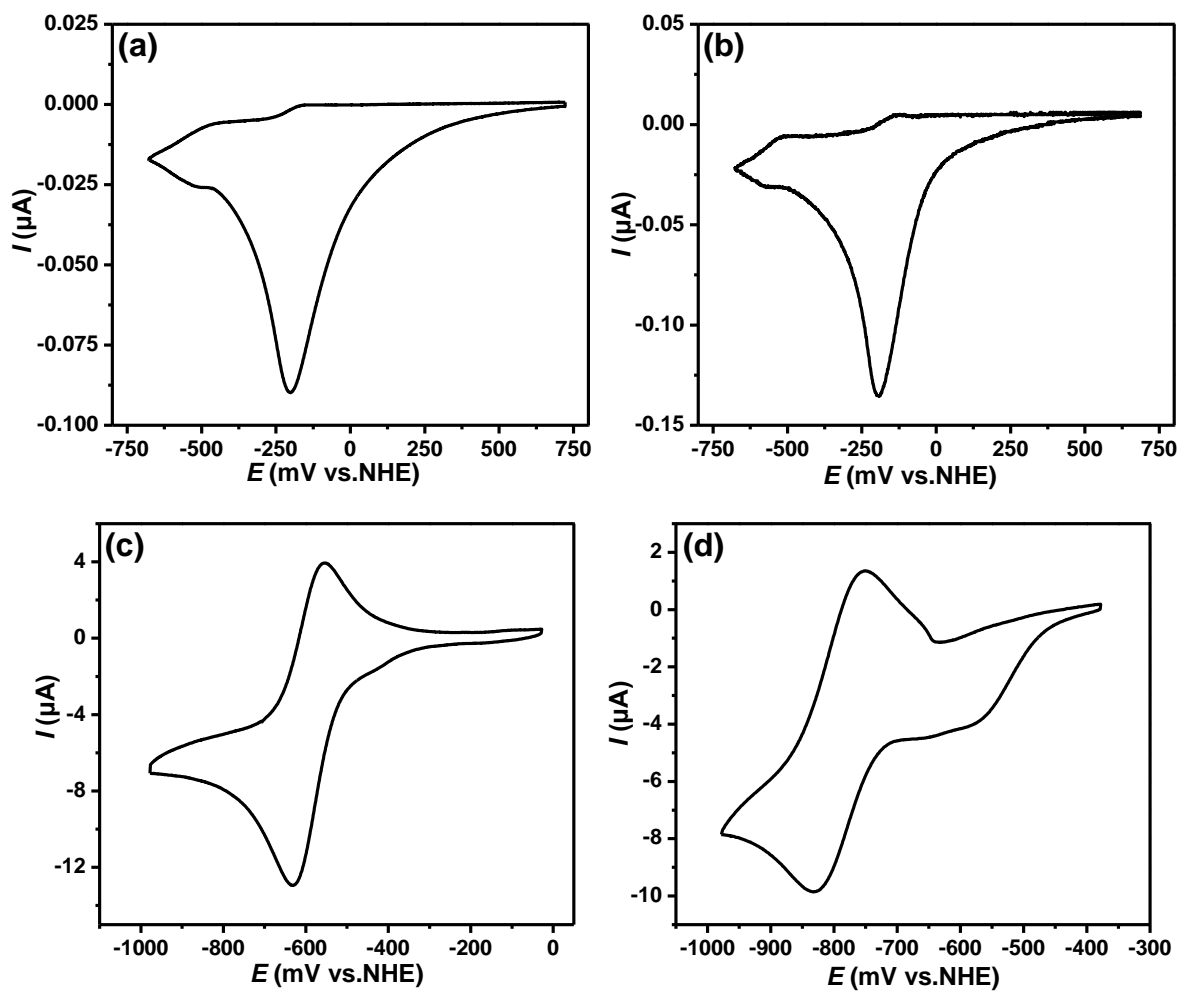 (a)
0.025
0.000
-0.025
-0.050
-0.075
-0.100
I (µA)
-750 -500 -250 0 250 500 750
E (mV vs.NHE)
(b)
0.05
0.00
-0.05
-0.10
-0.15
I (µA)
-750 -500 -250 0 250 500 750
E (mV vs.NHE)
(c)
4
0
-4
-8
-12
I (µA)
-1000 -800 -600 -400 -200 0
E (mV vs.NHE)
(d)
2
0
-2
-4
-6
-8
-10
I (µA)
-1000 -900 -800 -700 -600 -500 -400 -300
E (mV vs.NHE)